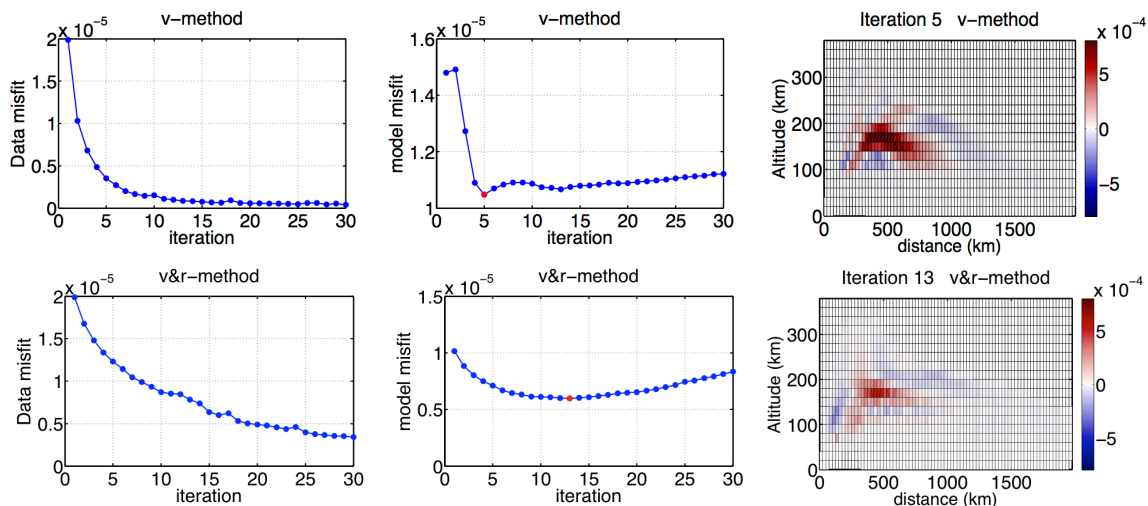 v-method
x 10⁻⁵
2
1.5
1
0.5
0
Data misfit
0 5 10 15 20 25 30
iteration
v-method
x 10⁻⁵
1.6
1.4
1.2
1
model misfit
0 5 10 15 20 25 30
iteration
Iteration 5 v-method
x 10⁻⁴
300
200
100
0
Altitude (km)
0 500 1000 1500
distance (km)
5
0
−5
v&r-method
x 10⁻⁵
2
1.5
1
0.5
0
Data misfit
0 5 10 15 20 25 30
iteration
v&r-method
x 10⁻⁵
1.5
1
0.5
0
model misfit
0 5 10 15 20 25 30
iteration
Iteration 13 v&r-method
x 10⁻⁴
300
200
100
0
Altitude (km)
0 500 1000 1500
distance (km)
5
0
−5